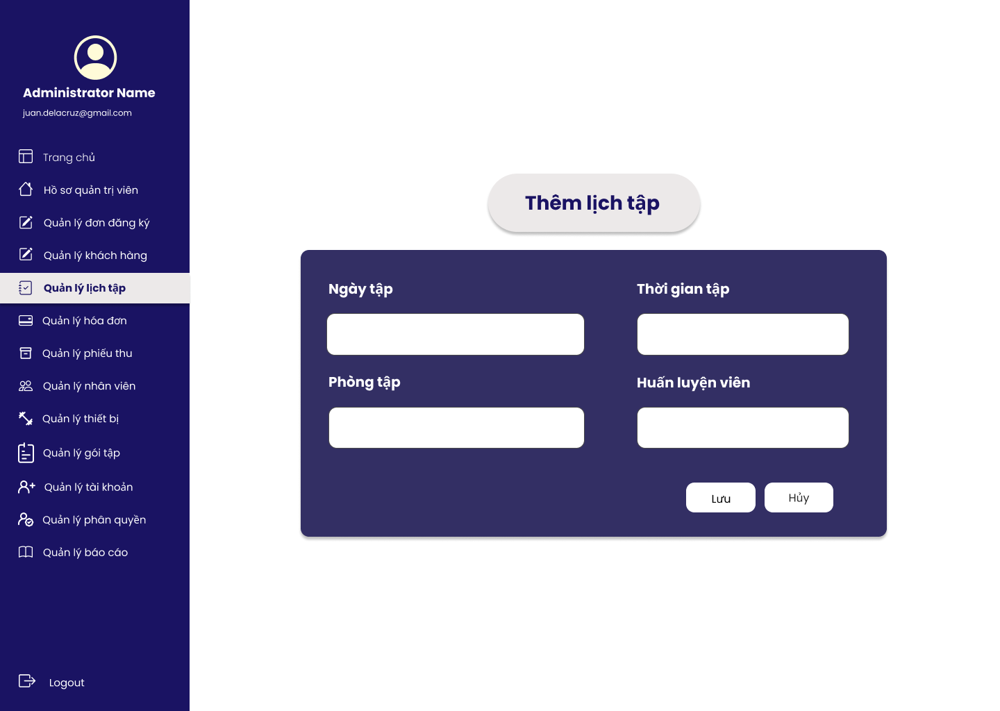 Administrator Name
juan.delacruz@gmail.com
Trang chủ
Hồ sơ quản trị viên
Quản lý đơn đăng ký
Quản lý khách hàng
Quản lý lịch tập
Quản lý hóa đơn
Quản lý phiếu thu
Quản lý nhân viên
Quản lý thiết bị
Quản lý gói tập
Quản lý tài khoản
Quản lý phân quyền
Quản lý báo cáo
Logout
Thêm lịch tập
Ngày tập
Thời gian tập
Phòng tập
Huấn luyện viên
Lưu
Hủy